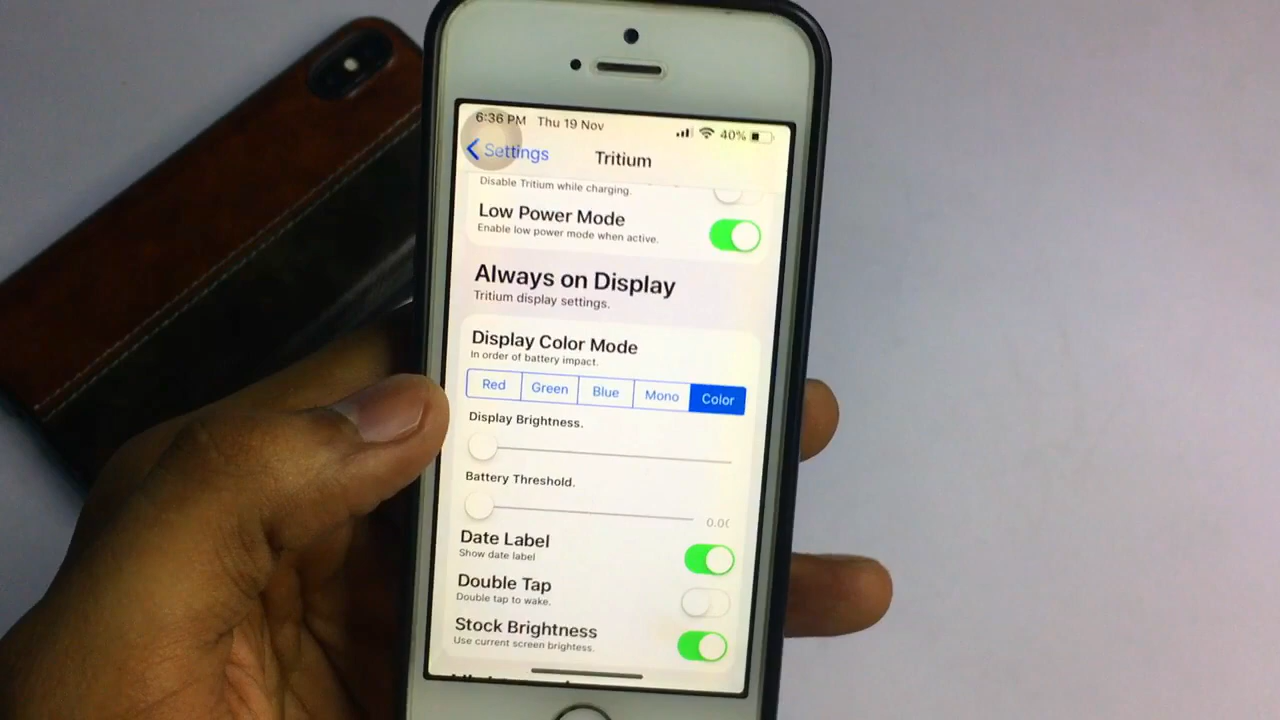 6:36 PM Thu 19 Nov 40%
Settings Tritium
Disable Tritium while charging.
Low Power Mode
Enable low power mode when active.
Always on Display
Tritium display settings.
Display Color Mode
In order of battery impact.
Red Green Blue Mono Color
Display Brightness.
Battery Threshold.
0.0
Date Label
Show date label
Double Tap
Double tap to wake.
Stock Brightness
Use current screen brightess.